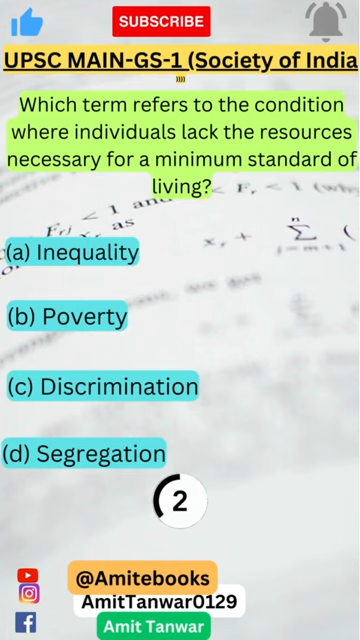 SUBSCRIBE
UPSC MAIN-GS-1 (Society of India
))))
Which term refers to the condition
where individuals lack the resources
necessary for a minimum standard of
living?
(a) Inequality
(b) Poverty
(c) Discrimination
(d) Segregation
2
@Amitebooks
AmitTanwar0129
Amit Tanwar